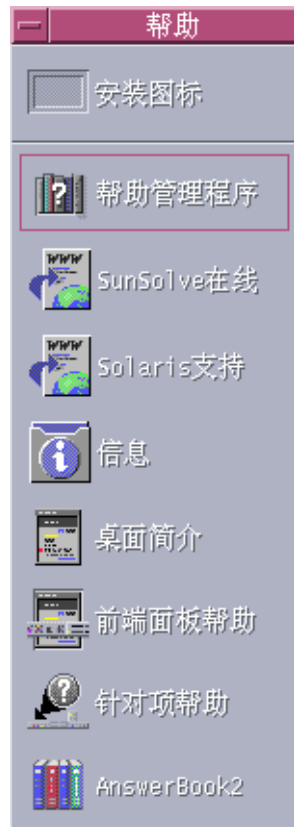 帮助
安装图标
帮助管理程序
WWW
SunSolve在线
WWW
Solaris支持
信息
桌面简介
前端面板帮助
针对项帮助
AnswerBook2